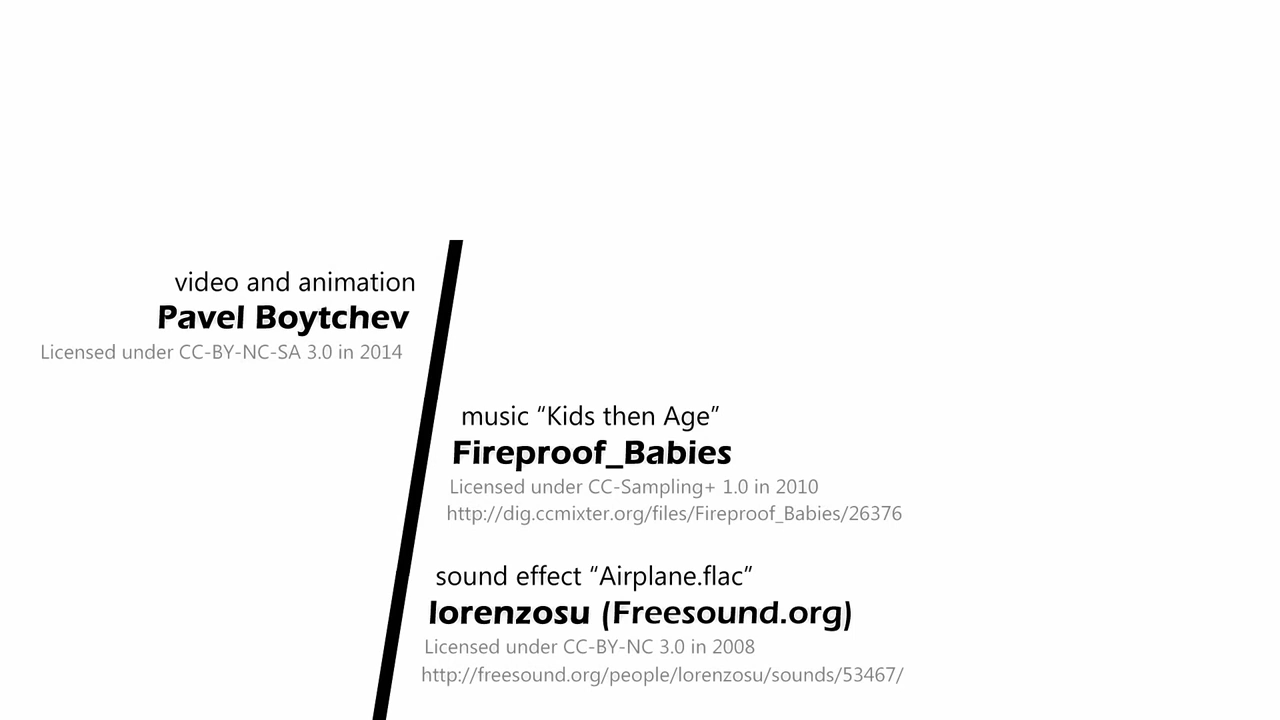 video and animation
Pavel Boytchev
Licensed under CC-BY-NC-SA 3.0 in 2014
music “Kids then Age”
Fireproof_Babies
Licensed under CC-Sampling+ 1.0 in 2010
http://dig.ccmixter.org/files/Fireproof_Babies/26376
sound effect “Airplane.flac”
lorenzosu (Freesound.org)
Licensed under CC-BY-NC 3.0 in 2008
http://freesound.org/people/lorenzosu/sounds/53467/